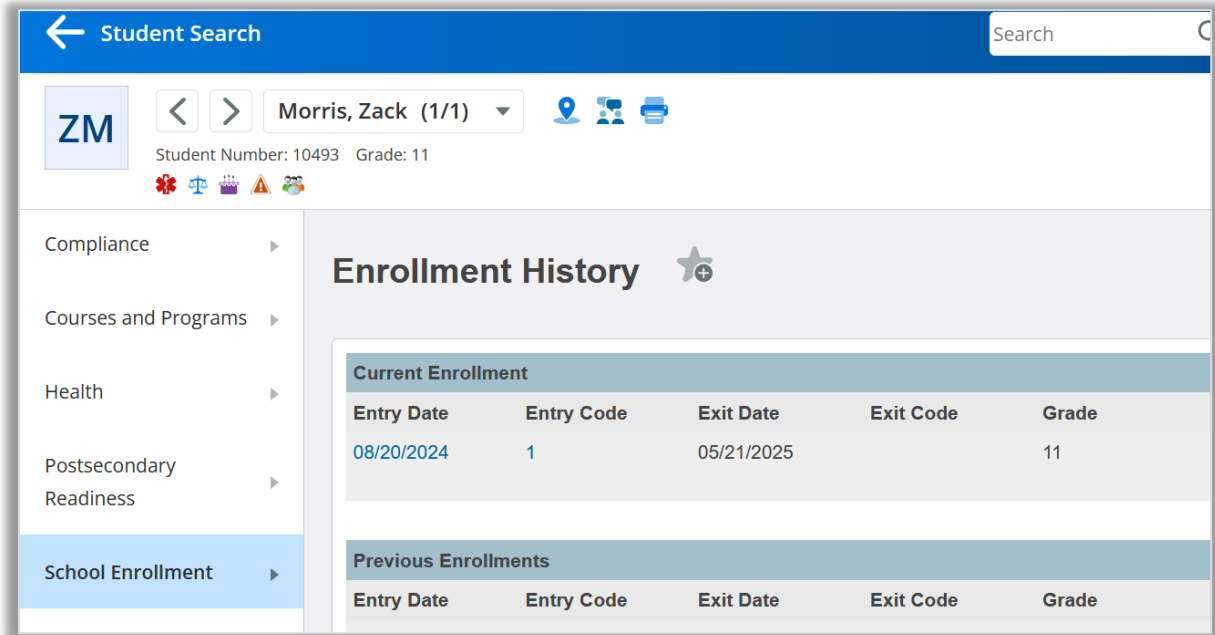 Student Search
Search
ZM
Morris, Zack (1/1)
Student Number: 10493 Grade: 11
Compliance
Courses and Programs
Health
Postsecondary
Readiness
School Enrollment
Enrollment History
Current Enrollment
Entry Date Entry Code Exit Date Exit Code Grade
08/20/2024 1 05/21/2025 11
Previous Enrollments
Entry Date Entry Code Exit Date Exit Code Grade